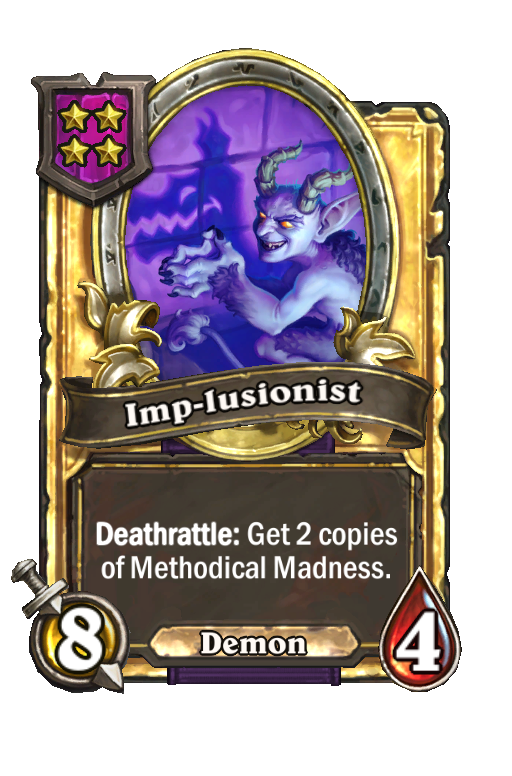 Imp-lusionist
Deathrattle: Get 2 copies
of Methodical Madness.
8
Demon
4